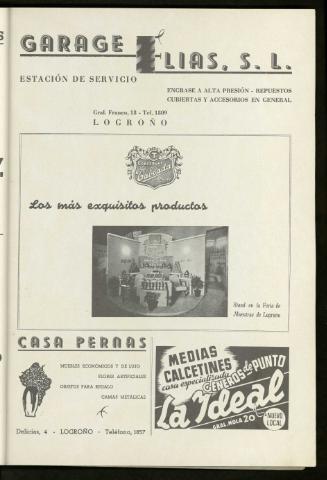 GARAGE ELIAS, S. L.
ESTACIÓN DE SERVICIO
ENGRASE A ALTA PRESIÓN - REPUESTOS
CUBIERTAS Y ACCESORIOS EN GENERAL
Gral. Franco, 18 - Tel. 1809
LOGROÑO
Los más exquisitos productos
Stand en la Feria de
Muestras de Logroño
CASA PERNAS
MUEBLES ECONOMICOS Y DE LUJO
FLORES ARTIFICIALES
OBJETOS PARA REGALO
CAMAS METALICAS
Delicias, 4 - LOGROÑO - Teléfono, 1857
MEDIAS
CALCETINES
casa especializada
GENEROS DE PUNTO
La Ideal
GRAL. MOLA 20
NUEVO
LOCAL